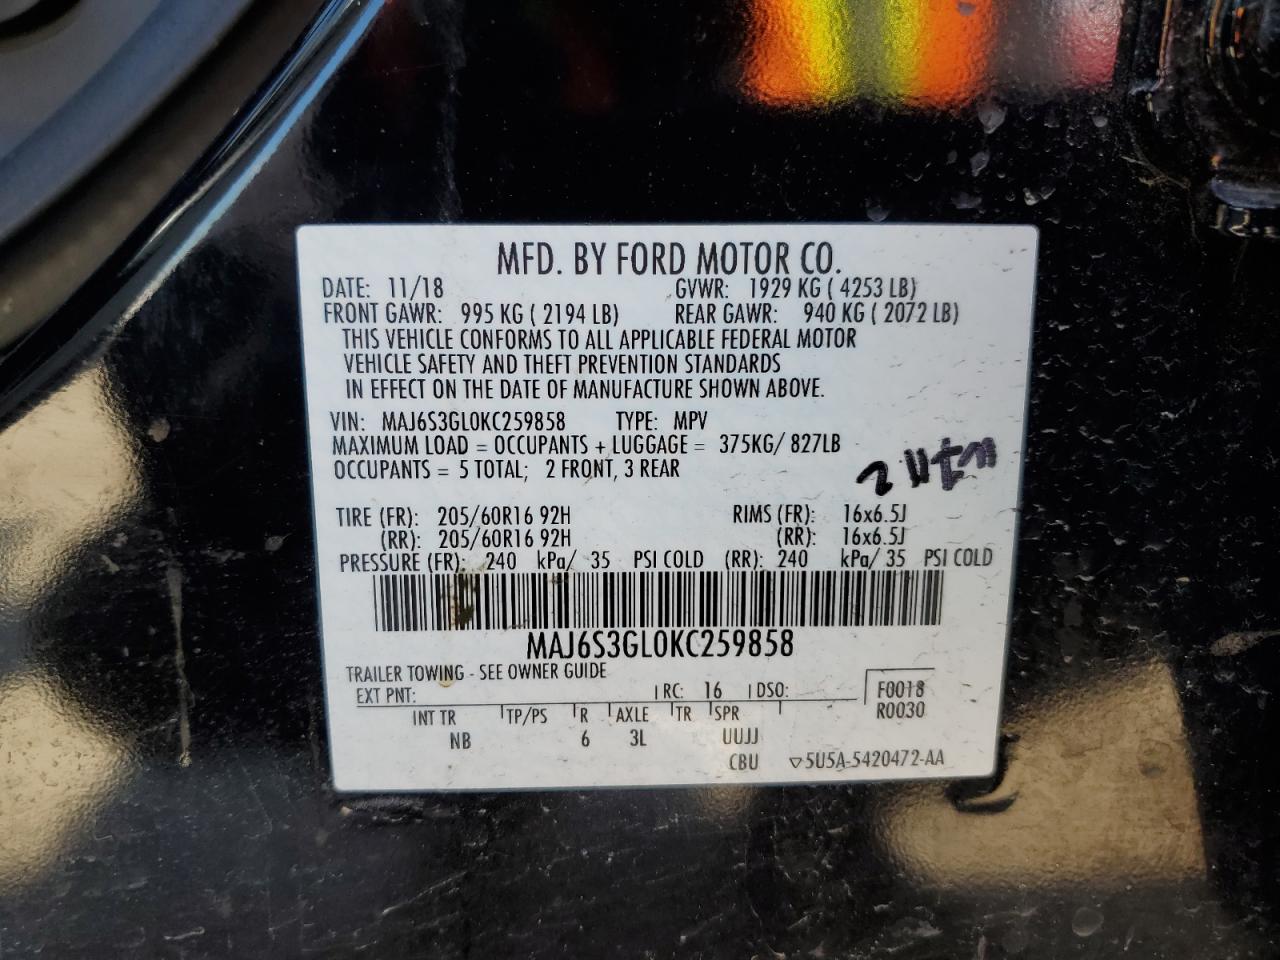 MFD. BY FORD MOTOR CO.
DATE: 11/18 GVWR: 1929 KG ( 4253 LB)
FRONT GAWR: 995 KG ( 2194 LB) REAR GAWR: 940 KG ( 2072 LB)
THIS VEHICLE CONFORMS TO ALL APPLICABLE FEDERAL MOTOR
VEHICLE SAFETY AND THEFT PREVENTION STANDARDS
IN EFFECT ON THE DATE OF MANUFACTURE SHOWN ABOVE.
VIN: MAJ6S3GL0KC259858 TYPE: MPV
MAXIMUM LOAD = OCCUPANTS + LUGGAGE = 375KG/ 827LB
OCCUPANTS = 5 TOTAL; 2 FRONT, 3 REAR
TIRE (FR): 205/60R16 92H RIMS (FR): 16x6.5J
(RR): 205/60R16 92H (RR): 16x6.5J
PRESSURE (FR): 240 kPa/ 35 PSI COLD (RR): 240 kPa/ 35 PSI COLD
MAJ6S3GL0KC259858
TRAILER TOWING - SEE OWNER GUIDE
EXT PNT: RC: 16 DSO: F0018
INT TR TP/PS R AXLE TR SPR R0030
NB 6 3L UUJJ
CBU ▽5U5A-5420472-AA